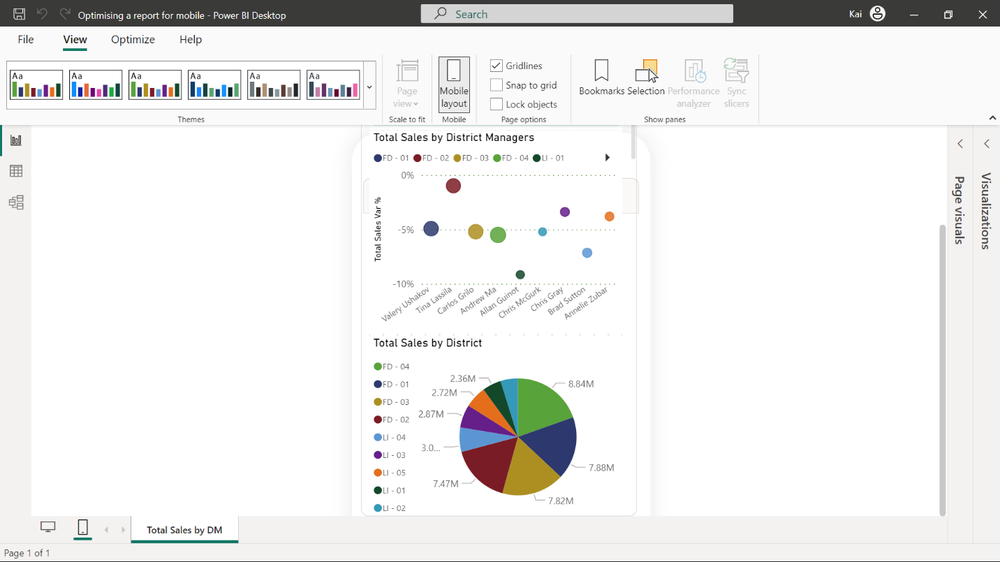 Optimising a report for mobile - Power BI Desktop
Search
Kai
File
View
Optimize
Help
Aa
Aa
Aa
Aa
Aa
Aa
Themes
Page view
Scale to fit
Mobile layout
Mobile
Gridlines
Snap to grid
Lock objects
Page options
Bookmarks
Selection
Performance analyzer
Sync slicers
Show panes
Total Sales by District Managers
FD - 01 FD - 02 FD - 03 FD - 04 LI - 01
Total Sales Var %
0%
-5%
-10%
Valery Ushakov
Tina Lassila
Carlos Grilo
Andrew Ma
Allan Guinot
Chris McGurk
Chris Gray
Brad Sutton
Annelie Zubar
Total Sales by District
FD - 04
FD - 01
FD - 03
FD - 02
LI - 04
LI - 03
LI - 05
LI - 01
LI - 02
2.36M
2.72M
2.87M
3.0...
7.47M
8.84M
7.88M
7.82M
Page visuals
Visualizations
Total Sales by DM
Page 1 of 1